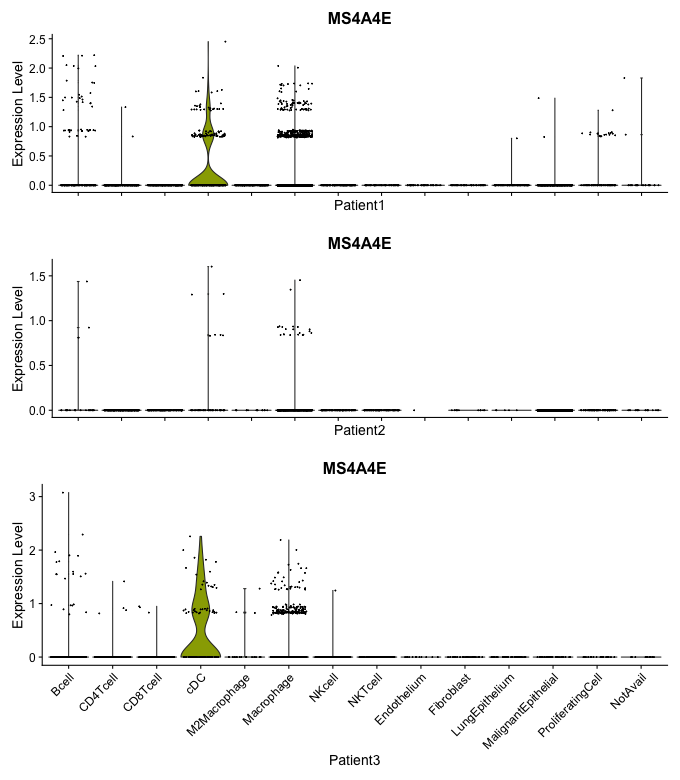 MS4A4E
2.5
2.0
1.5
1.0
0.5
0.0
Expression Level
Patient1
MS4A4E
1.5
1.0
0.5
0.0
Expression Level
Patient2
MS4A4E
3
2
1
0
Expression Level
Bcell
CD4Tcell
CD8Tcell
cDC
M2Macrophage
Macrophage
NKcell
NKTcell
Endothelium
Fibroblast
LungEpithelium
MalignantEpithelial
ProliferatingCell
NotAvail
Patient3